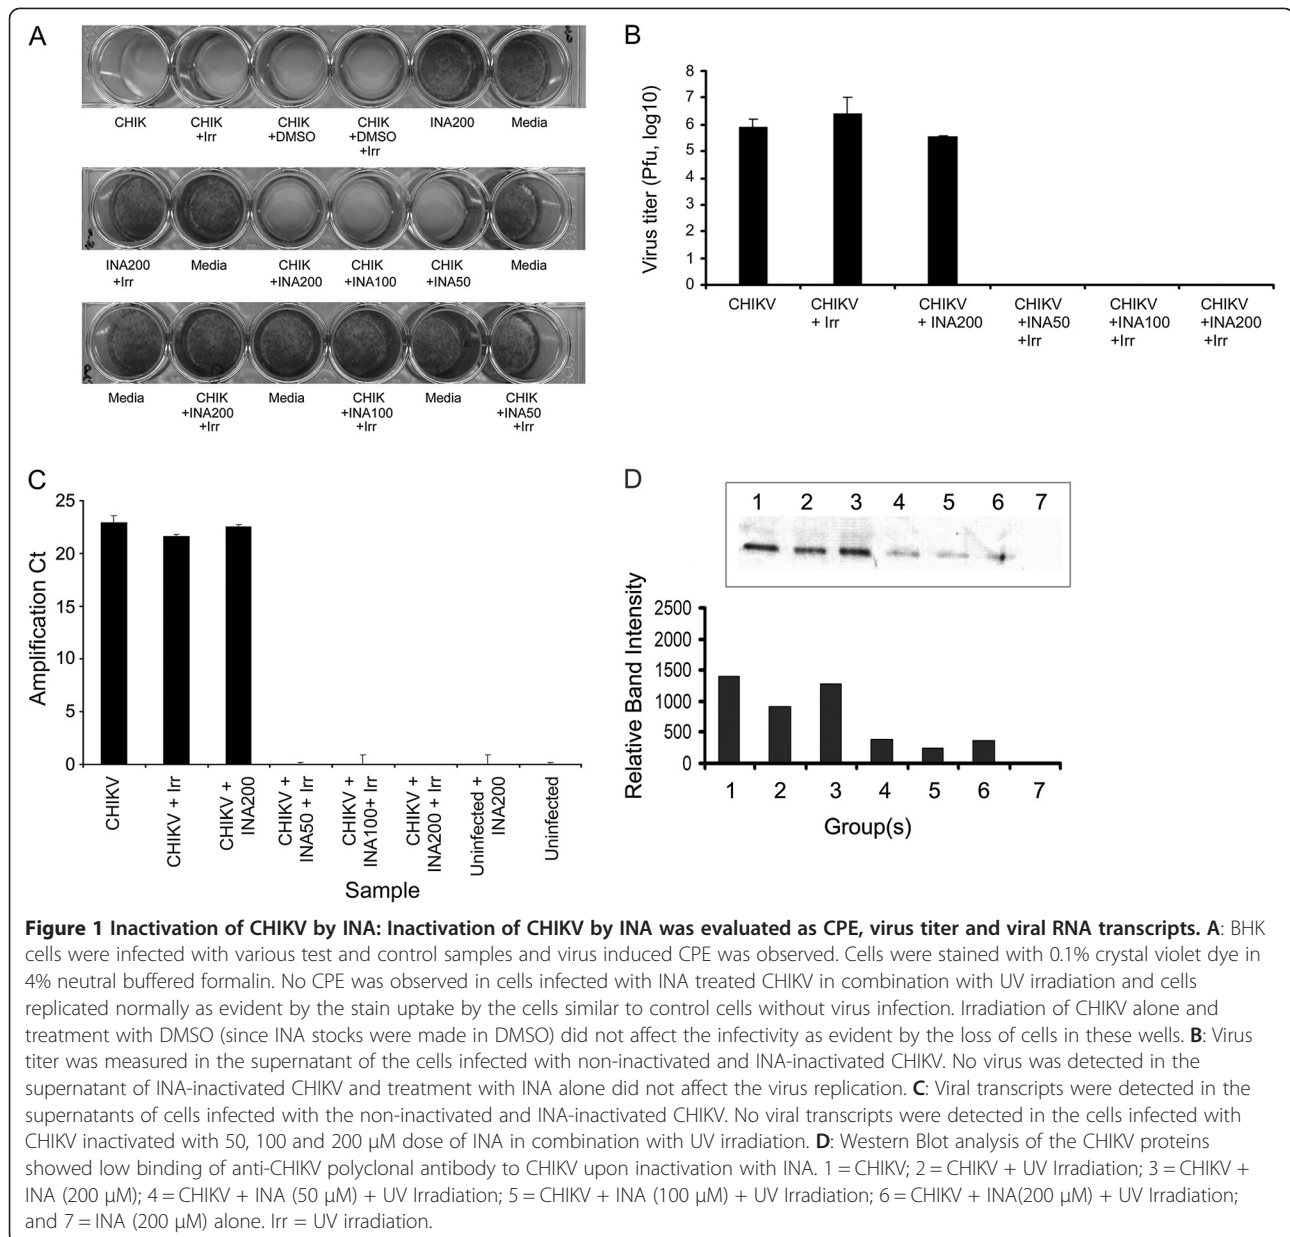 A
CHIK
CHIK
+Irr
CHIK
+DMSO
CHIK
+DMSO
+Irr
INA200
Media
INA200
+Irr
Media
CHIK
+INA200
CHIK
+INA100
CHIK
+INA50
Media
Media
CHIK
+INA200
+Irr
Media
CHIK
+INA100
+Irr
Media
CHIK
+INA50
+Irr
B
Virus titer (Pfu, log10)
8
7
6
5
4
3
2
1
0
CHIKV
CHIKV
+ Irr
CHIKV
+ INA200
CHIKV
+INA50
+Irr
CHIKV
+INA100
+Irr
CHIKV
+INA200
+Irr
C
Amplification Ct
25
20
15
10
5
0
CHIKV
CHIKV + Irr
CHIKV +
INA200
CHIKV +
INA50 + Irr
CHIKV +
INA100+ Irr
CHIKV +
INA200 + Irr
Uninfected +
INA200
Uninfected
Sample
D
1 2 3 4 5 6 7
Relative Band Intensity
2500
2000
1500
1000
500
0
1 2 3 4 5 6 7
Group(s)
Figure 1 Inactivation of CHIKV by INA: Inactivation of CHIKV by INA was evaluated as CPE, virus titer and viral RNA transcripts. A: BHK
cells were infected with various test and control samples and virus induced CPE was observed. Cells were stained with 0.1% crystal violet dye in
4% neutral buffered formalin. No CPE was observed in cells infected with INA treated CHIKV in combination with UV irradiation and cells
replicated normally as evident by the stain uptake by the cells similar to control cells without virus infection. Irradiation of CHIKV alone and
treatment with DMSO (since INA stocks were made in DMSO) did not affect the infectivity as evident by the loss of cells in these wells. B: Virus
titer was measured in the supernatant of the cells infected with non-inactivated and INA-inactivated CHIKV. No virus was detected in the
supernatant of INA-inactivated CHIKV and treatment with INA alone did not affect the virus replication. C: Viral transcripts were detected in the
supernatants of cells infected with the non-inactivated and INA-inactivated CHIKV. No viral transcripts were detected in the cells infected with
CHIKV inactivated with 50, 100 and 200 μM dose of INA in combination with UV irradiation. D: Western Blot analysis of the CHIKV proteins
showed low binding of anti-CHIKV polyclonal antibody to CHIKV upon inactivation with INA. 1 = CHIKV; 2 = CHIKV + UV Irradiation; 3 = CHIKV +
INA (200 μM); 4 = CHIKV + INA (50 μM) + UV Irradiation; 5 = CHIKV + INA (100 μM) + UV Irradiation; 6 = CHIKV + INA(200 μM) + UV Irradiation;
and 7 = INA (200 μM) alone. Irr = UV irradiation.